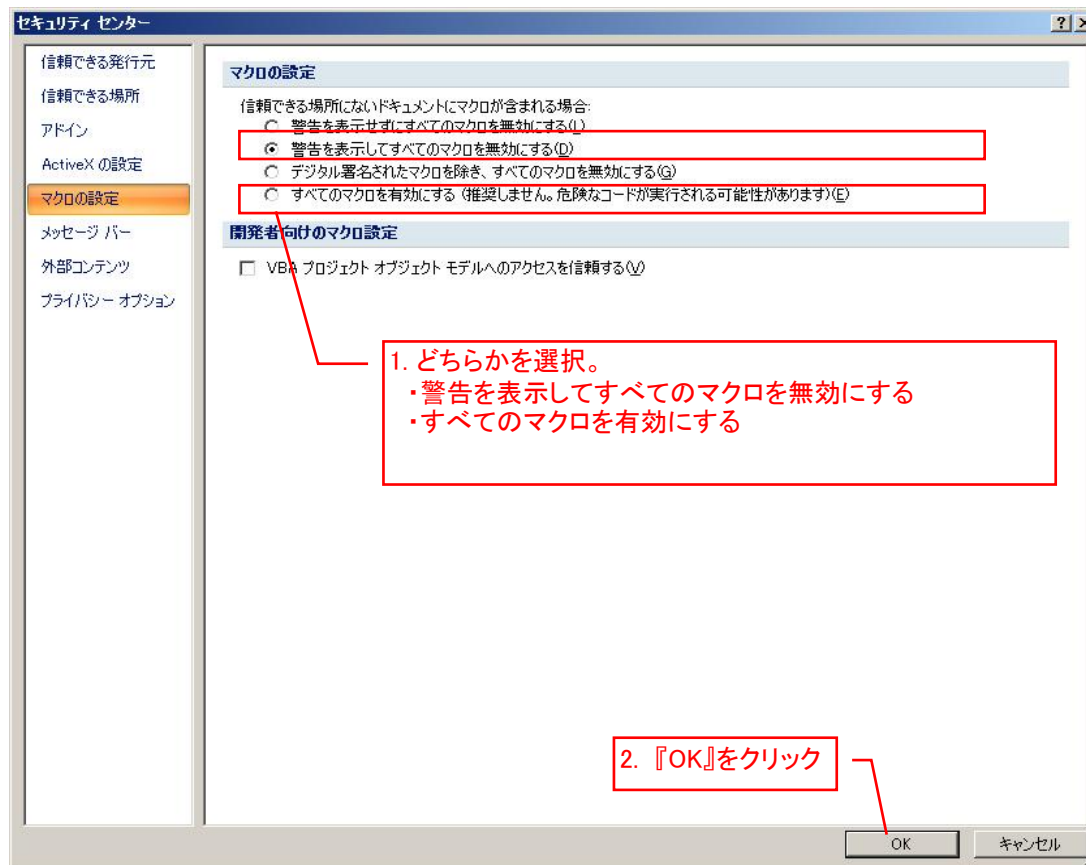 セキュリティ センター
信頼できる発行元
信頼できる場所
アドイン
ActiveX の設定
マクロの設定
メッセージ バー
外部コンテンツ
プライバシー オプション
マクロの設定
信頼できる場所にないドキュメントにマクロが含まれる場合:
警告を表示せずにすべてのマクロを無効にする(L)
警告を表示してすべてのマクロを無効にする(D)
デジタル署名されたマクロを除き、すべてのマクロを無効にする(G)
すべてのマクロを有効にする (推奨しません。危険なコードが実行される可能性があります)(E)
開発者向けのマクロ設定
VBA プロジェクト オブジェクト モデルへのアクセスを信頼する(V)
1. どちらかを選択。
・警告を表示してすべてのマクロを無効にする
・すべてのマクロを有効にする
2. 『OK』をクリック
OK
キャンセル